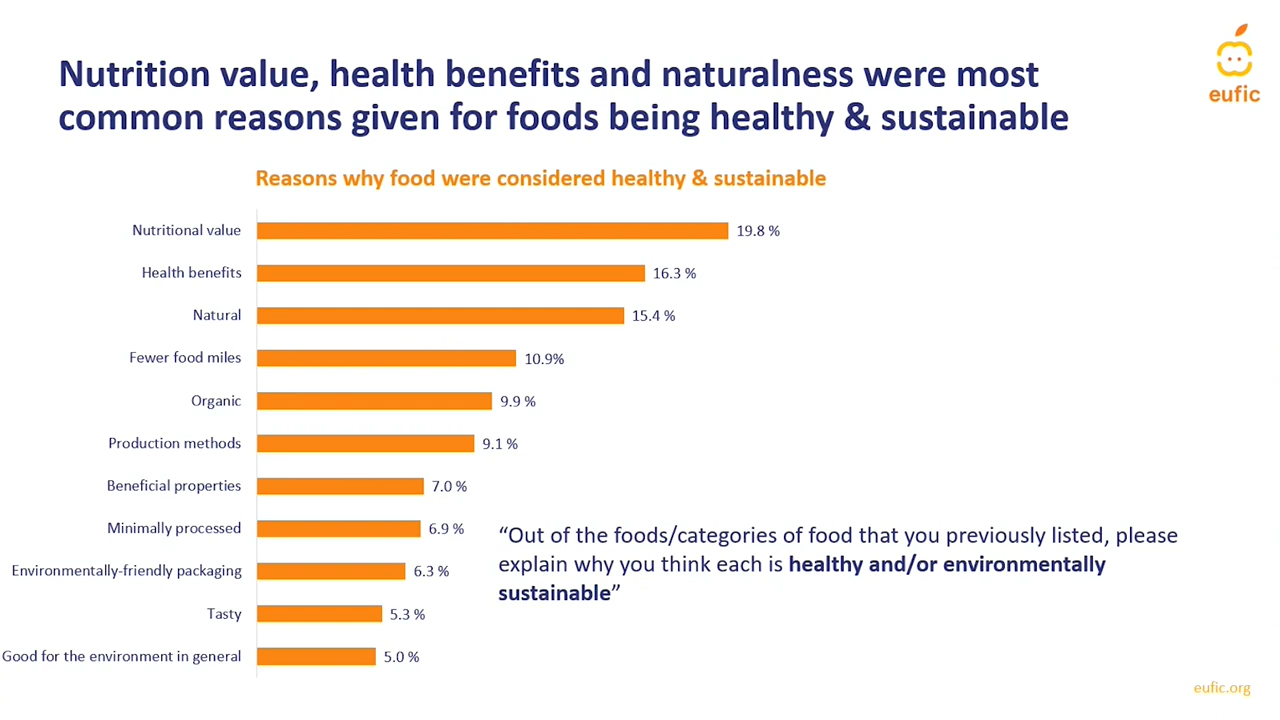 Nutrition value, health benefits and naturalness were most
common reasons given for foods being healthy & sustainable
eufic
Reasons why food were considered healthy & sustainable
Nutritional value 19.8 %
Health benefits 16.3 %
Natural 15.4 %
Fewer food miles 10.9%
Organic 9.9 %
Production methods 9.1 %
Beneficial properties 7.0 %
Minimally processed 6.9 %
Environmentally-friendly packaging 6.3 %
Tasty 5.3 %
Good for the environment in general 5.0 %
“Out of the foods/categories of food that you previously listed, please
explain why you think each is healthy and/or environmentally
sustainable”
eufic.org